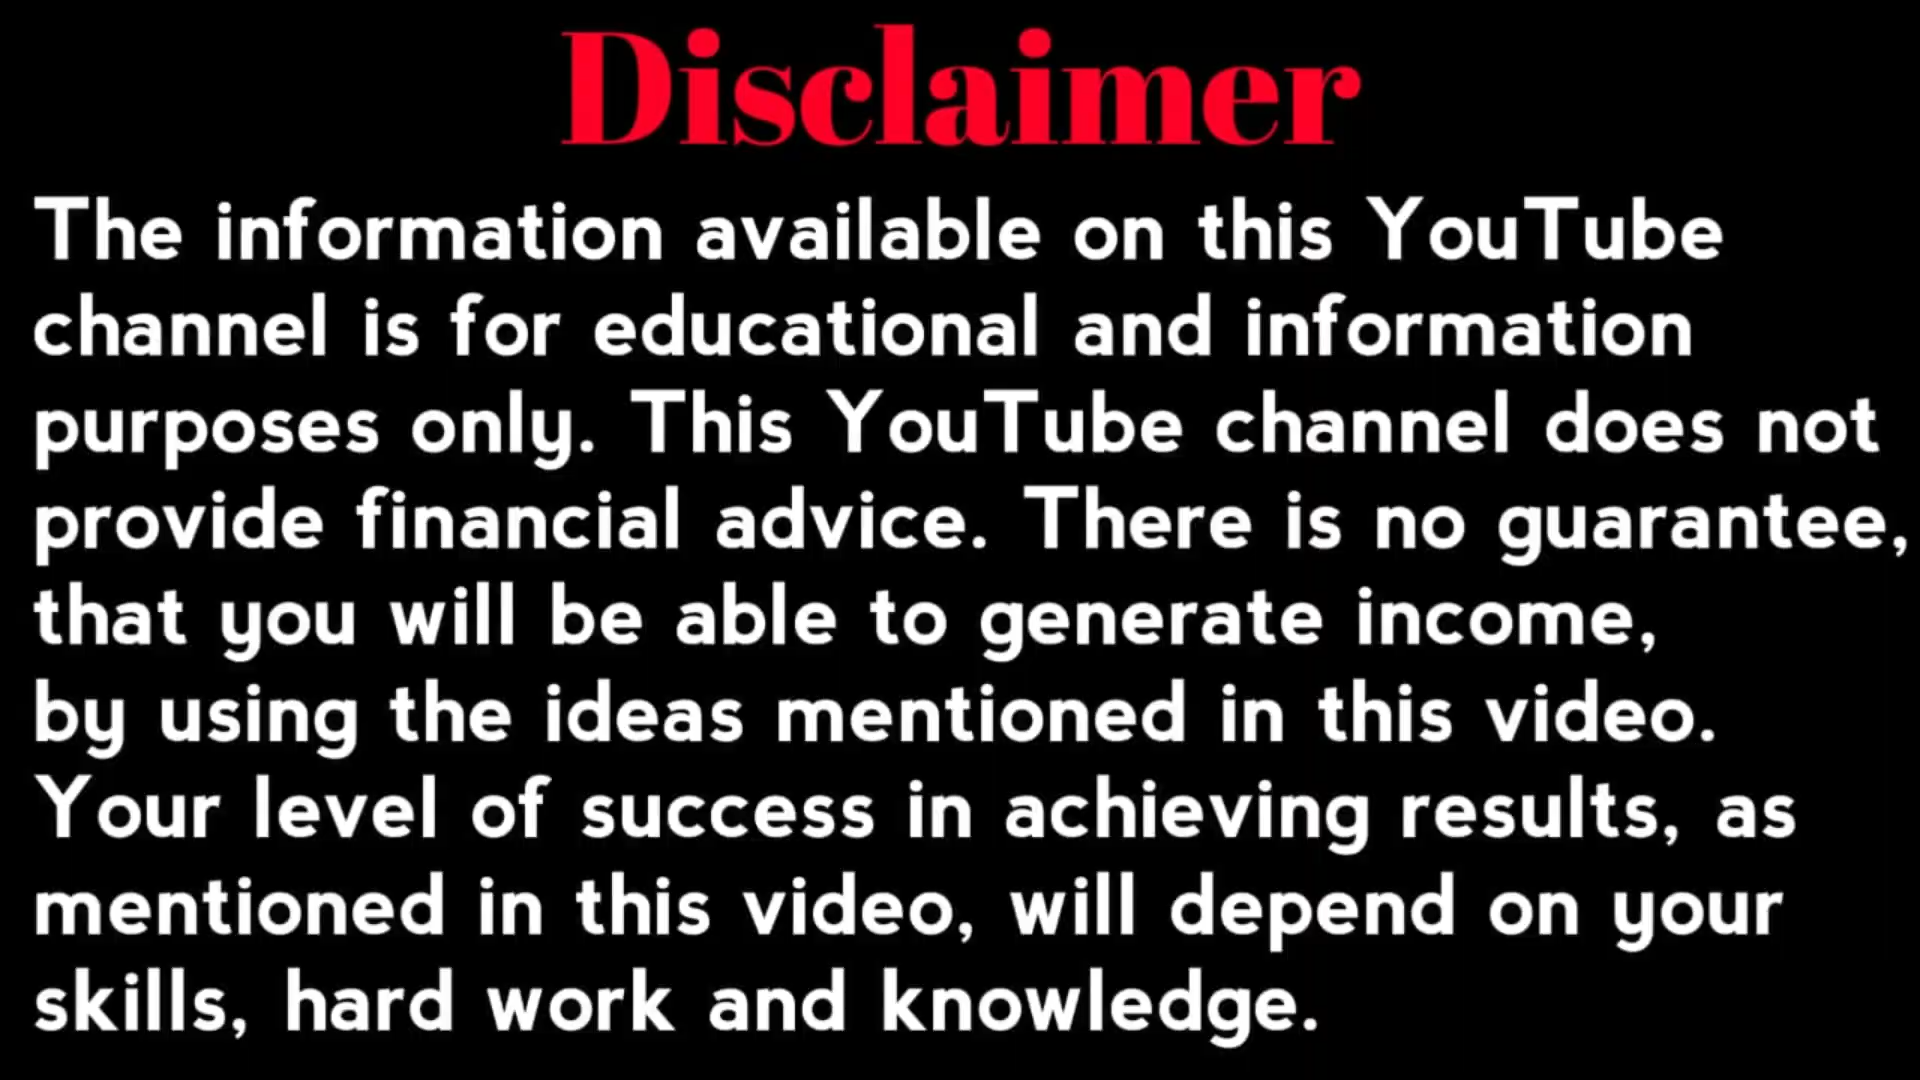 Disclaimer
The information available on this YouTube
channel is for educational and information
purposes only. This YouTube channel does not
provide financial advice. There is no guarantee,
that you will be able to generate income,
by using the ideas mentioned in this video.
Your level of success in achieving results, as
mentioned in this video, will depend on your
skills, hard work and knowledge.